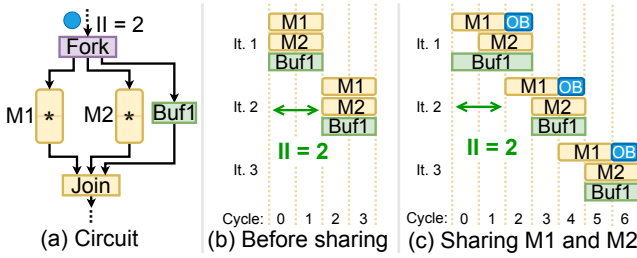 II = 2
Fork
M1
*
M2
*
Buf1
Join
(a) Circuit
It. 1
M1
M2
Buf1
It. 2
M1
M2
Buf1
II = 2
Cycle: 0 1 2 3
(b) Before sharing
It. 1
M1 OB
M2
Buf1
It. 2
M1 OB
M2
Buf1
II = 2
It. 3
M1 OB
M2
Buf1
Cycle: 0 1 2 3 4 5 6
(c) Sharing M1 and M2